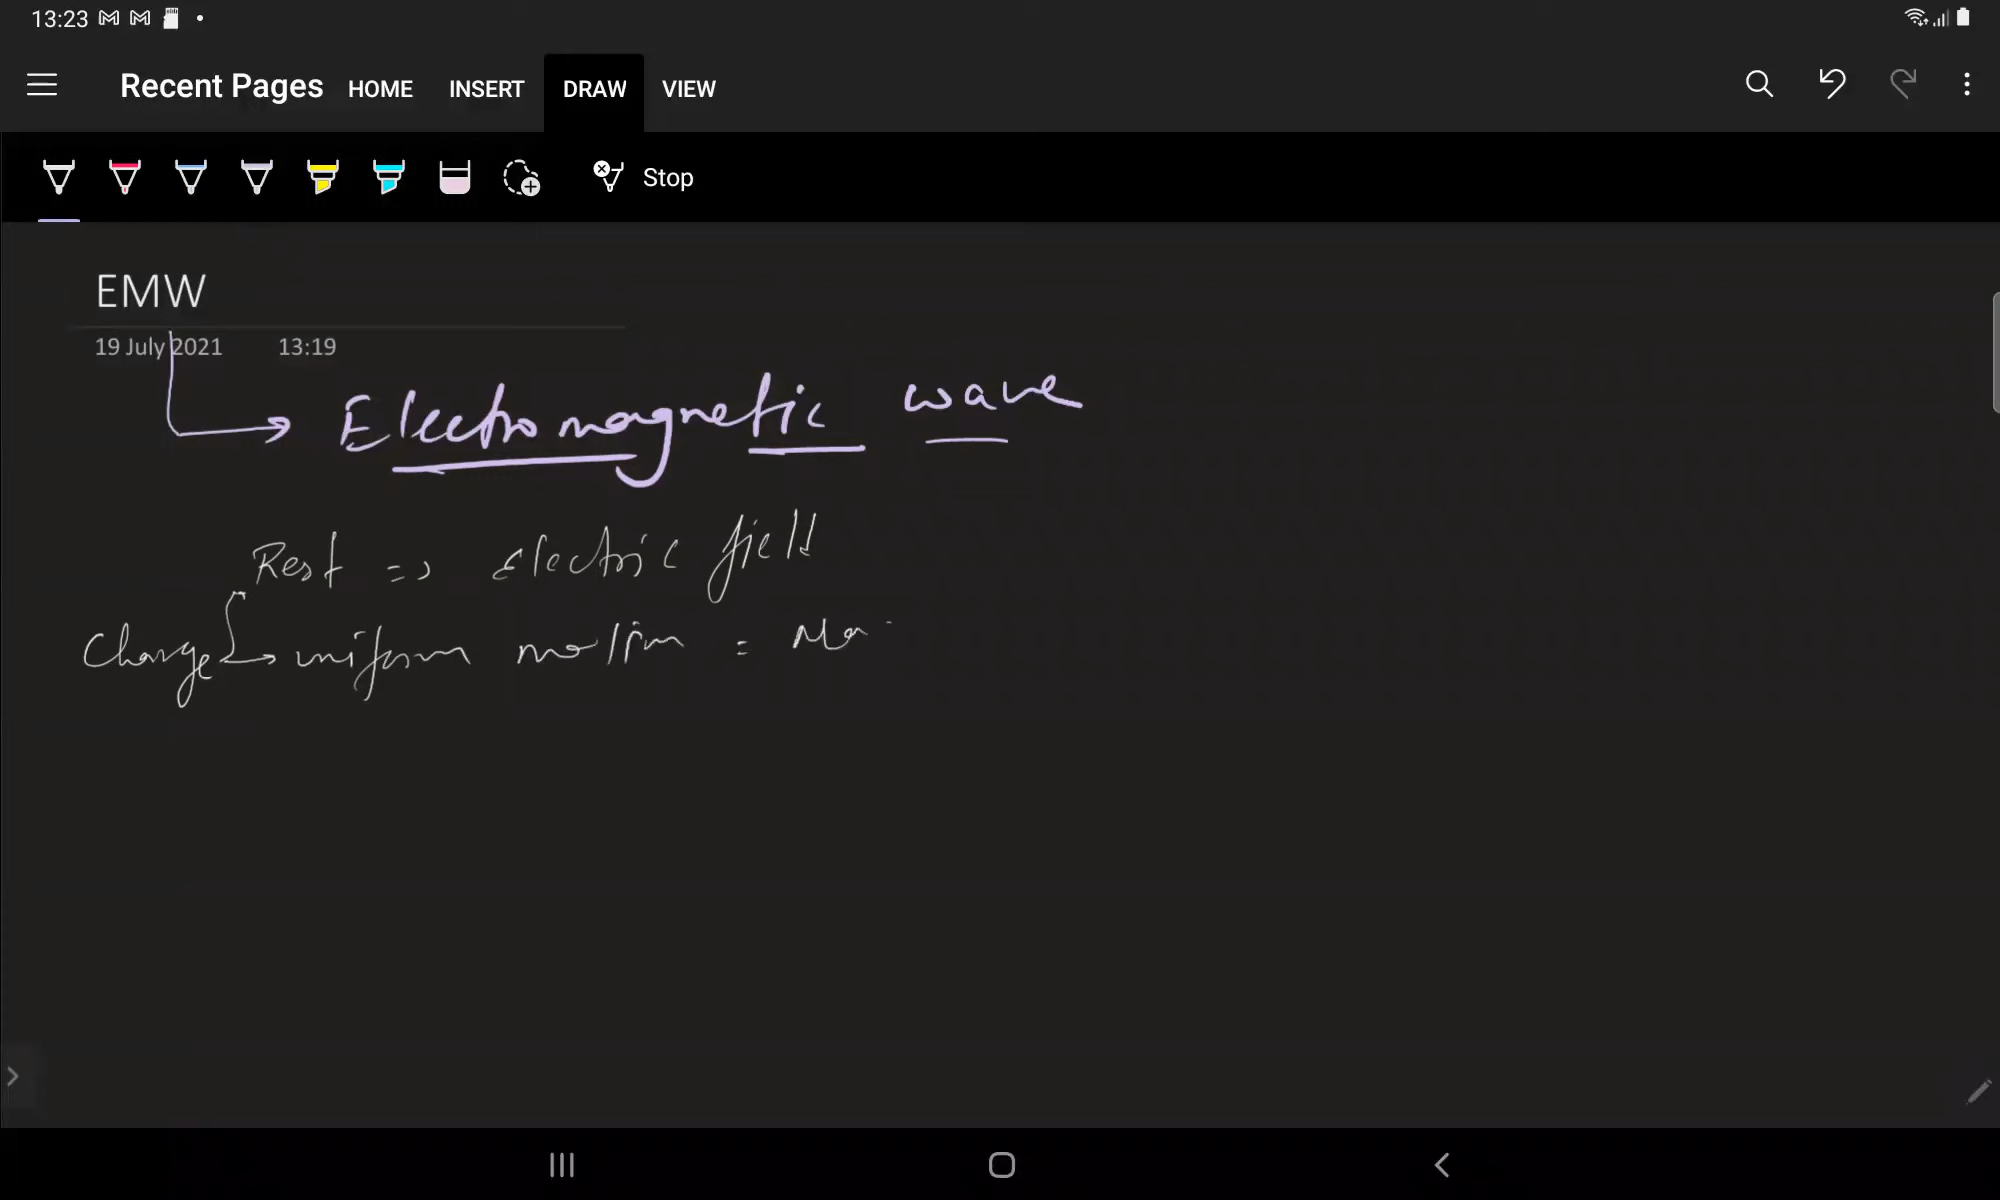 13:23
Recent Pages HOME INSERT DRAW VIEW
Stop
EMW
19 July 2021 13:19
Electromagnetic wave
Rest => Electric field
Charge → uniform motion = Ma